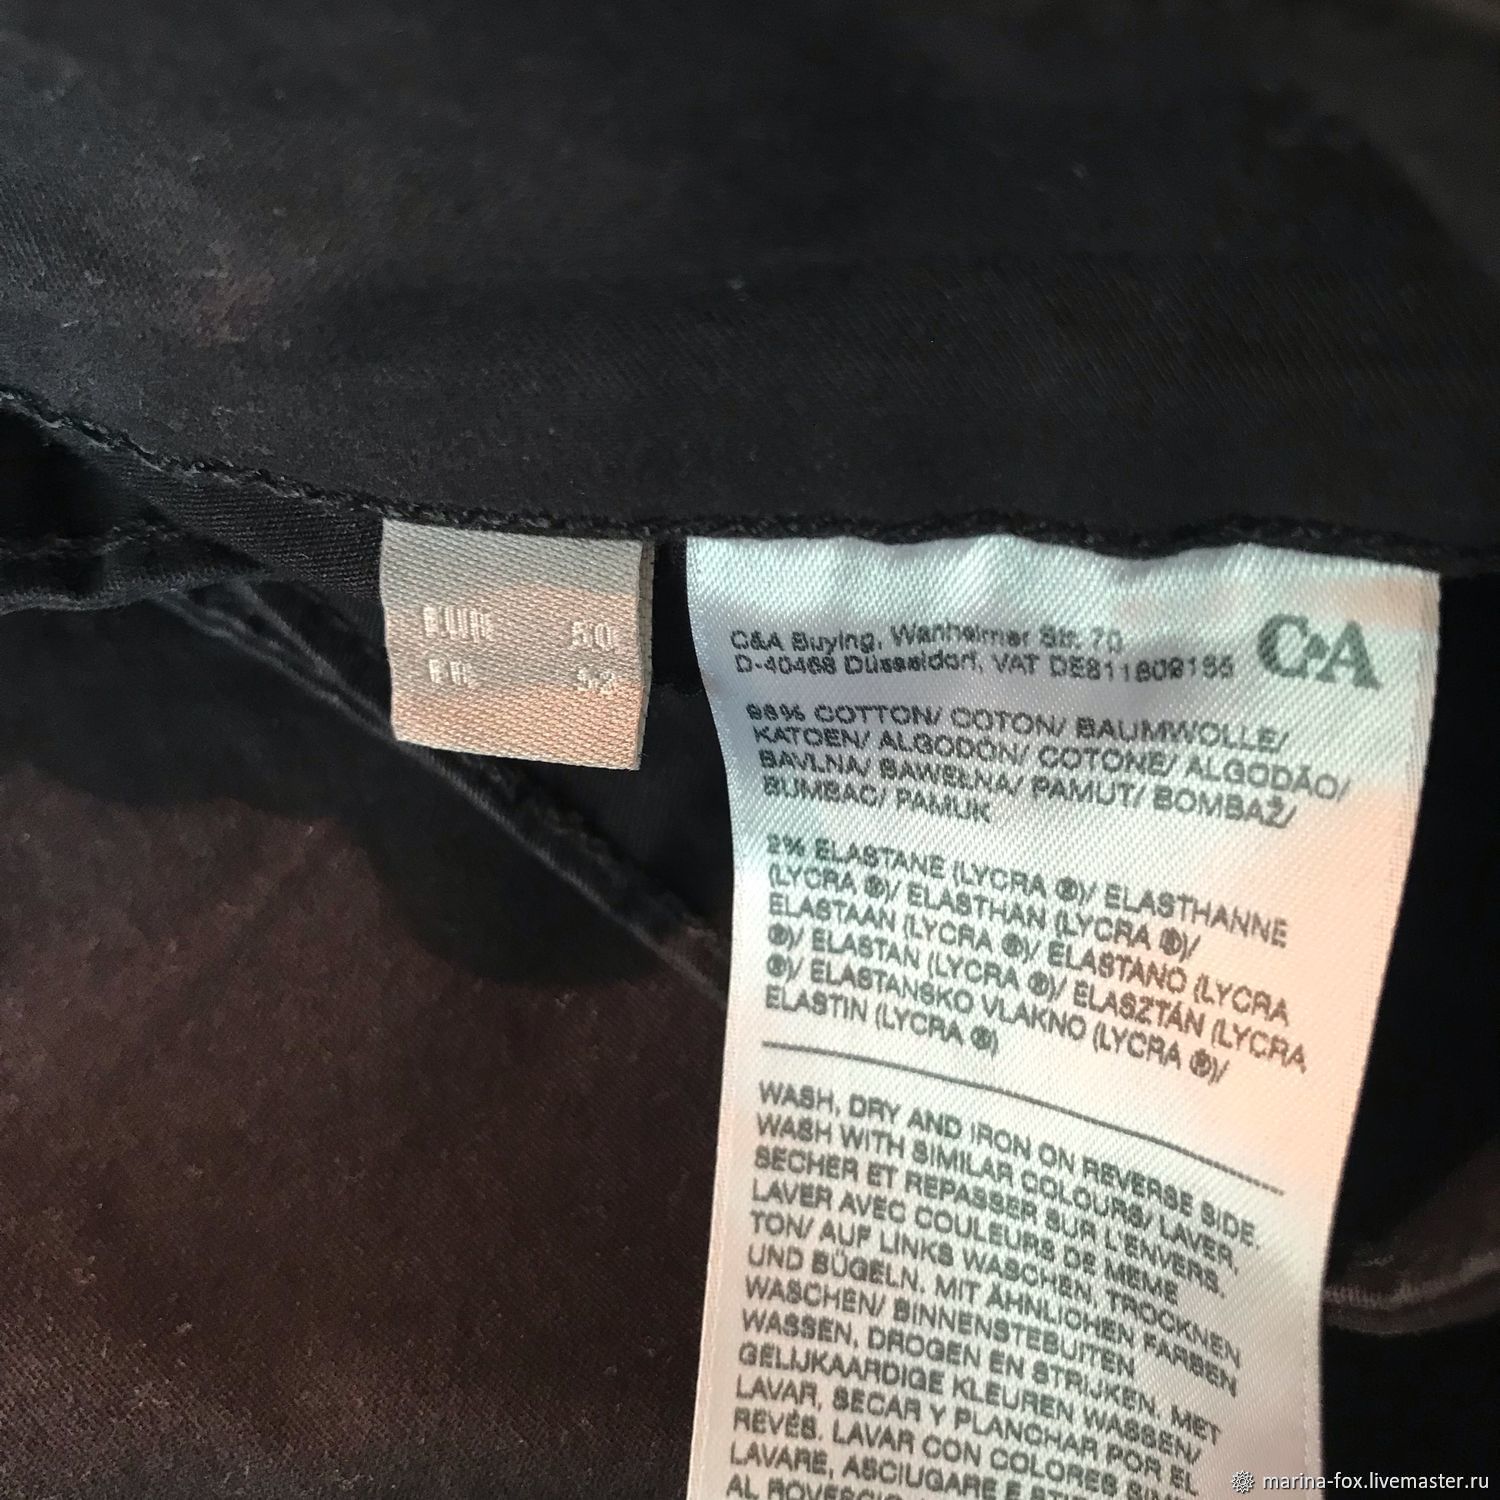 EUR 50
FR 52
C&A Buying, Wanheimer Str. 70
D-40468 Düsseldorf, VAT DE811809155
C&A
98% COTTON/ COTON/ BAUMWOLLE/
KATOEN/ ALGODÓN/ COTONE/ ALGODÃO/
BAVLNA/ BAWEŁNA/ PAMUT/ BOMBAŽ/
BUMBAC/ PAMUK
2% ELASTANE (LYCRA ®)/ ELASTHANNE
(LYCRA ®)/ ELASTHAN (LYCRA ®)/
ELASTAAN (LYCRA ®)/ ELASTANO (LYCRA
®)/ ELASTAN (LYCRA ®)/ ELASZTÁN (LYCRA
®)/ ELASTANSKO VLAKNO (LYCRA ®)/
ELASTIN (LYCRA ®)
WASH, DRY AND IRON ON REVERSE SIDE.
WASH WITH SIMILAR COLOURS/ LAVER,
SECHER ET REPASSER SUR L'ENVERS.
LAVER AVEC COULEURS DE MEME
TON/ AUF LINKS WASCHEN, TROCKNEN
UND BÜGELN. MIT ÄHNLICHEN FARBEN
WASCHEN/ BINNENSTEBUITEN
WASSEN, DROGEN EN STRIJKEN. MET
GELIJKAARDIGE KLEUREN WASSEN/
LAVAR, SECAR Y PLANCHAR POR EL
REVÉS. LAVAR CON COLORES
LAVARE, ASCIUGARE E
AL ROVESCIO
marina-fox.livemaster.ru